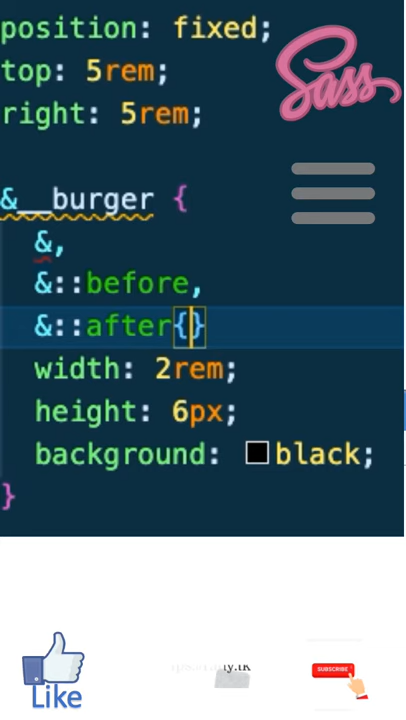 position: fixed;
top: 5rem;
right: 5rem;
Sass
&__burger {
&,
&::before,
&::after{}
width: 2rem;
height: 6px;
background: black;
}
Like
SUBSCRIBE